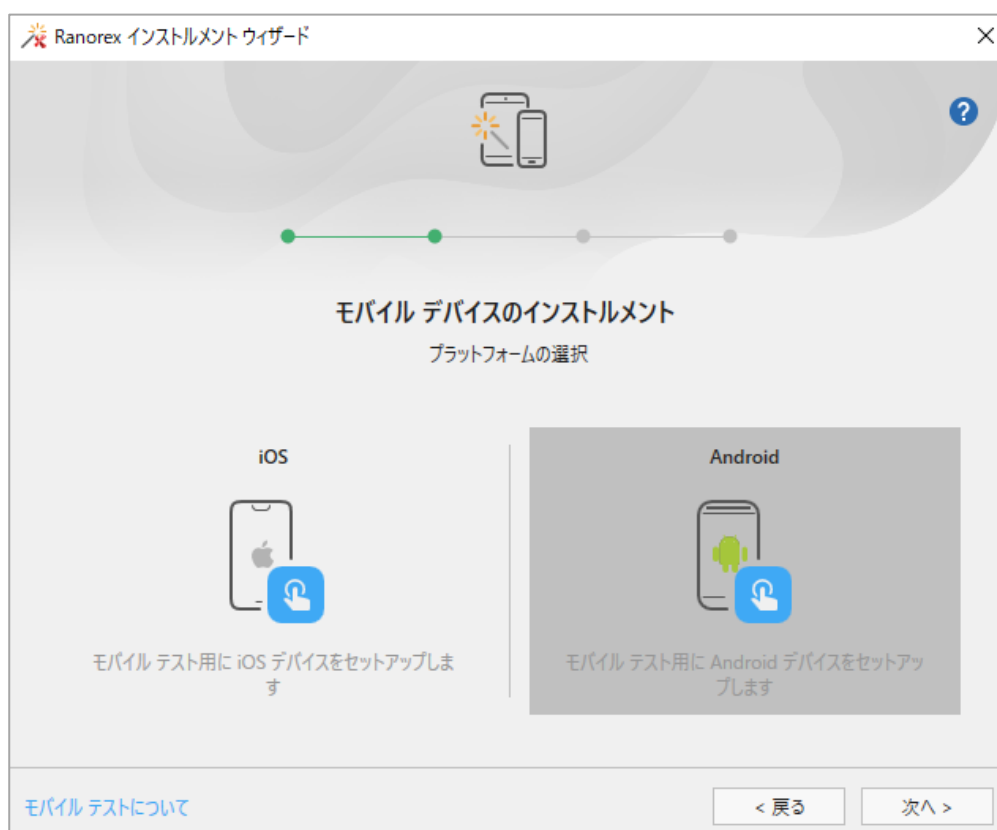 Ranorex インストルメント ウィザード
?
モバイル デバイスのインストルメント
プラットフォームの選択
iOS
モバイル テスト用に iOS デバイスをセットアップしま
す
Android
モバイル テスト用に Android デバイスをセットアッ
プします
モバイル テストについて
< 戻る
次へ >